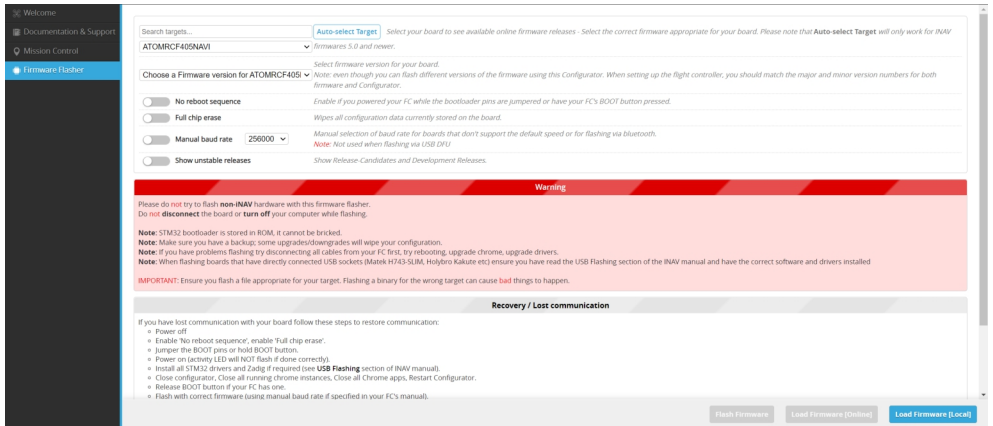 Welcome
Documentation & Support
Mission Control
Firmware Flasher
Search targets...
Auto-select Target
Select your board to see available online firmware releases - Select the correct firmware appropriate for your board. Please note that Auto-select Target will only work for INAV
ATOMRCF405NAVI
firmwares 5.0 and newer.
Select firmware version for your board.
Choose a Firmware version for ATOMRCF405I
Note: even though you can flash different versions of the firmware using this Configurator. When setting up the flight controller, you should match the major and minor version numbers for both
firmware and Configurator.
No reboot sequence
Enable if you powered your FC while the bootloader pins are jumpered or have your FC's BOOT button pressed.
Full chip erase
Wipes all configuration data currently stored on the board.
Manual baud rate
256000
Manual selection of baud rate for boards that don't support the default speed or for flashing via bluetooth.
Note: Not used when flashing via USB DFU
Show unstable releases
Show Release-Candidates and Development Releases.
Warning
Please do not try to flash non-iNAV hardware with this firmware flasher.
Do not disconnect the board or turn off your computer while flashing.
Note: STM32 bootloader is stored in ROM, it cannot be bricked.
Note: Make sure you have a backup; some upgrades/downgrades will wipe your configuration.
Note: If you have problems flashing try disconnecting all cables from your FC first, try rebooting, upgrade chrome, upgrade drivers.
Note: When flashing boards that have directly connected USB sockets (Matek H743-SLIM, Holybro Kakute etc) ensure you have read the USB Flashing section of the INAV manual and have the correct software and drivers installed
IMPORTANT: Ensure you flash a file appropriate for your target. Flashing a binary for the wrong target can cause bad things to happen.
Recovery / Lost communication
If you have lost communication with your board follow these steps to restore communication:
Power off
Enable 'No reboot sequence', enable 'Full chip erase'.
Jumper the BOOT pins or hold BOOT button.
Power on (activity LED will NOT flash if done correctly).
Install all STM32 drivers and Zadig if required (see USB Flashing section of INAV manual).
Close configurator, Close all running chrome instances, Close all Chrome apps, Restart Configurator.
Release BOOT button if your FC has one.
Flash with correct firmware (using manual baud rate if specified in your FC's manual).
Flash Firmware
Load Firmware [Online]
Load Firmware [Local]